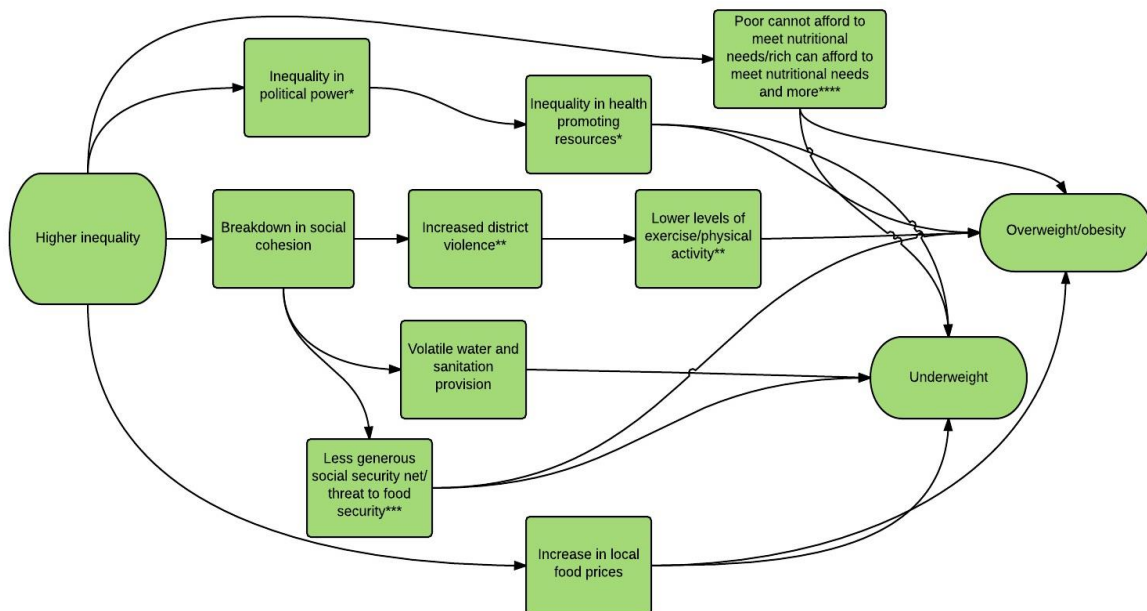 Poor cannot afford to
meet nutritional
needs/rich can afford to
meet nutritional needs
and more****
Inequality in
political power*
Inequality in health
promoting
resources*
Higher inequality
Breakdown in social
cohesion
Increased district
violence**
Lower levels of
exercise/physical
activity**
Overweight/obesity
Volatile water and
sanitation
provision
Underweight
Less generous
social security net/
threat to food
security***
Increase in local
food prices